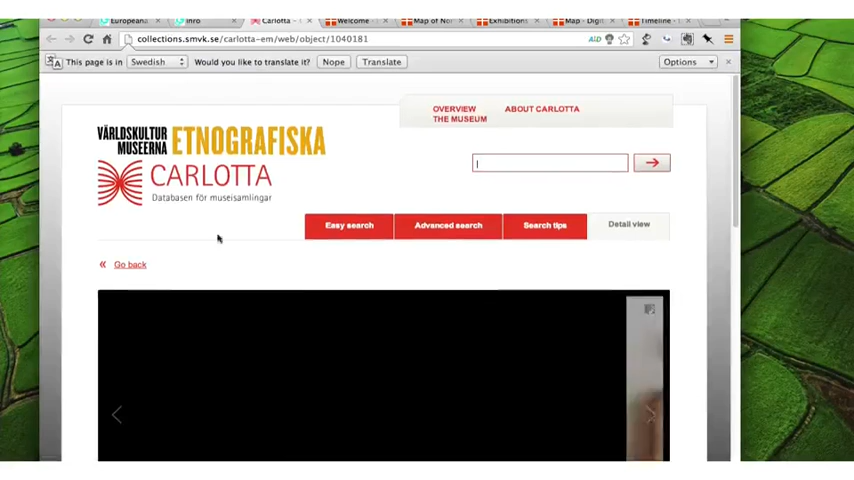 Europeana
inro
Carlotta -
Welcome
Map of No
Exhibition
Map - Digit
Timeline -
collections.smvk.se/carlotta-em/web/object/1040181
This page is in Swedish Would you like to translate it? Nope Translate Options
OVERVIEW ABOUT CARLOTTA
THE MUSEUM
VÄRLDSKULTUR
MUSEERNA
ETNOGRAFISKA
CARLOTTA
Databasen för museisamlingar
Easy search Advanced search Search tips Detail view
« Go back